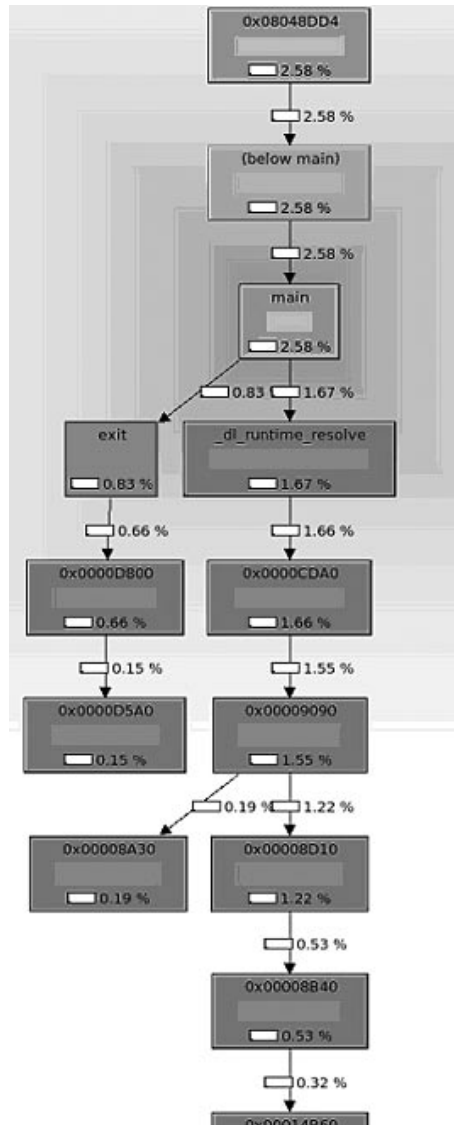 0x08048DD4
2.58 %
2.58 %
(below main)
2.58 %
2.58 %
main
2.58 %
0.83
1.67 %
exit
_dl_runtime_resolve
0.83 %
1.67 %
0.66 %
1.66 %
0x0000D800
0x0000CDA0
0.66 %
1.66 %
0.15 %
1.55 %
0x0000D5A0
0x00009090
0.15 %
1.55 %
0.19 %
1.22 %
0x00008A30
0x00008D10
0.19 %
1.22 %
0.53 %
0x00008B40
0.53 %
0.32 %